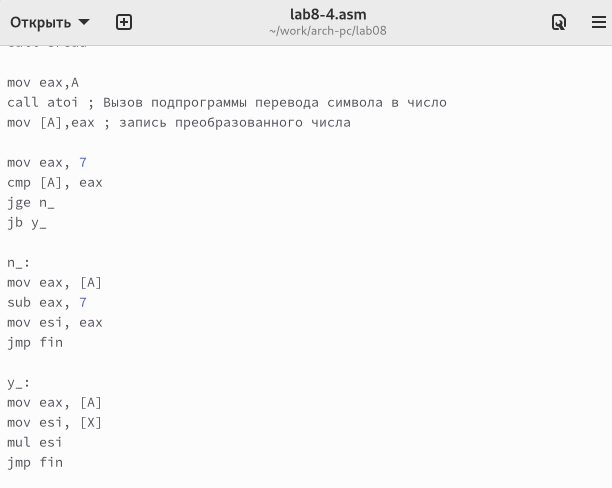 Открыть
lab8-4.asm
~/work/arch-pc/lab08
mov eax,A
call atoi ; Вызов подпрограммы перевода символа в число
mov [A],eax ; запись преобразованного числа
mov eax, 7
cmp [A], eax
jge n_
jb y_
n_:
mov eax, [A]
sub eax, 7
mov esi, eax
jmp fin
y_:
mov eax, [A]
mov esi, [X]
mul esi
jmp fin